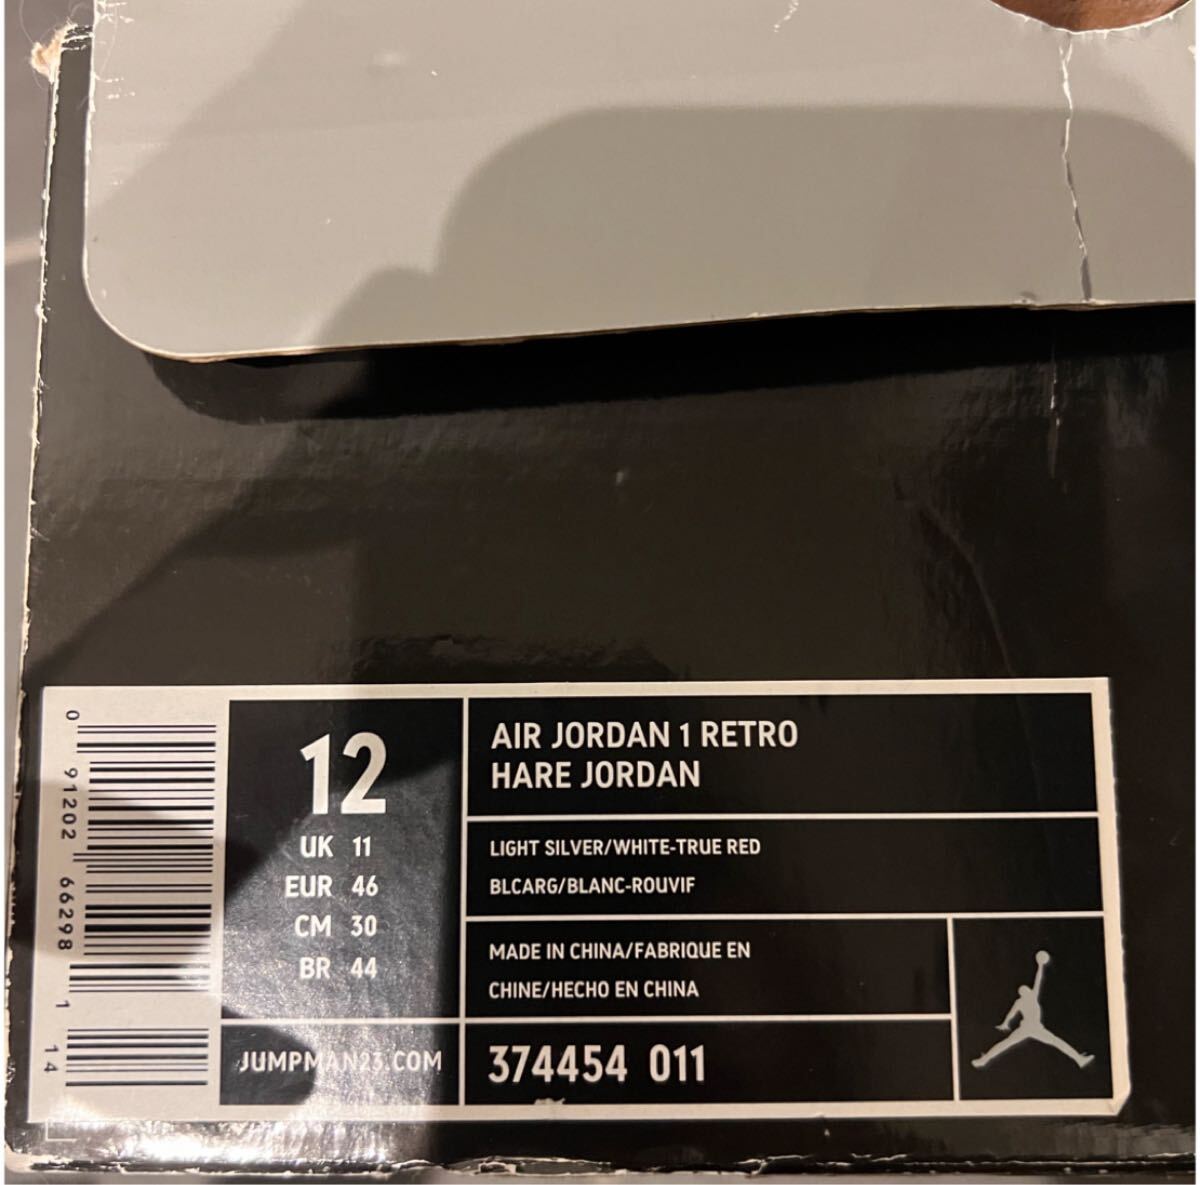 0 91202 66298 1 14
12
UK 11
EUR 46
CM 30
BR 44
JUMPMAN23.COM
AIR JORDAN 1 RETRO
HARE JORDAN
LIGHT SILVER/WHITE-TRUE RED
BLCARG/BLANC-ROUVIF
MADE IN CHINA/FABRIQUE EN
CHINE/HECHO EN CHINA
374454 011